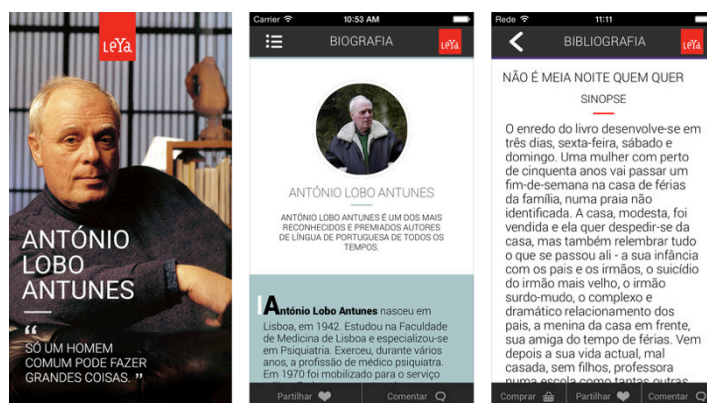 LeYa
ANTÓNIO
LOBO
ANTUNES
“
SÓ UM HOMEM
COMUM PODE FAZER
GRANDES COISAS. ”
Carrier 10:53 AM
BIOGRAFIA
LeYa
ANTÓNIO LOBO ANTUNES
ANTÓNIO LOBO ANTUNES É UM DOS MAIS
RECONHECIDOS E PREMIADOS AUTORES
DE LÍNGUA DE PORTUGUESA DE TODOS OS
TEMPOS.
António Lobo Antunes nasceu em
Lisboa, em 1942. Estudou na Faculdade
de Medicina de Lisboa e especializou-se
em Psiquiatria. Exerceu, durante vários
anos, a profissão de médico psiquiatra.
Em 1970 foi mobilizado para o serviço
Partilhar Comentar
Rede 11:11
BIBLIOGRAFIA
LeYa
NÃO É MEIA NOITE QUEM QUER
SINOPSE
O enredo do livro desenvolve-se em
três dias, sexta-feira, sábado e
domingo. Uma mulher com perto
de cinquenta anos vai passar um
fim-de-semana na casa de férias
da família, numa praia não
identificada. A casa, modesta, foi
vendida e ela quer despedir-se da
casa, mas também relembrar tudo
o que se passou ali - a sua infância
com os pais e os irmãos, o suicídio
do irmão mais velho, o irmão
surdo-mudo, o complexo e
dramático relacionamento dos
pais, a menina da casa em frente,
sua amiga do tempo de férias. Vem
depois a sua vida actual, mal
casada, sem filhos, professora
numa escola como tantas outras
Comprar Partilhar Comentar